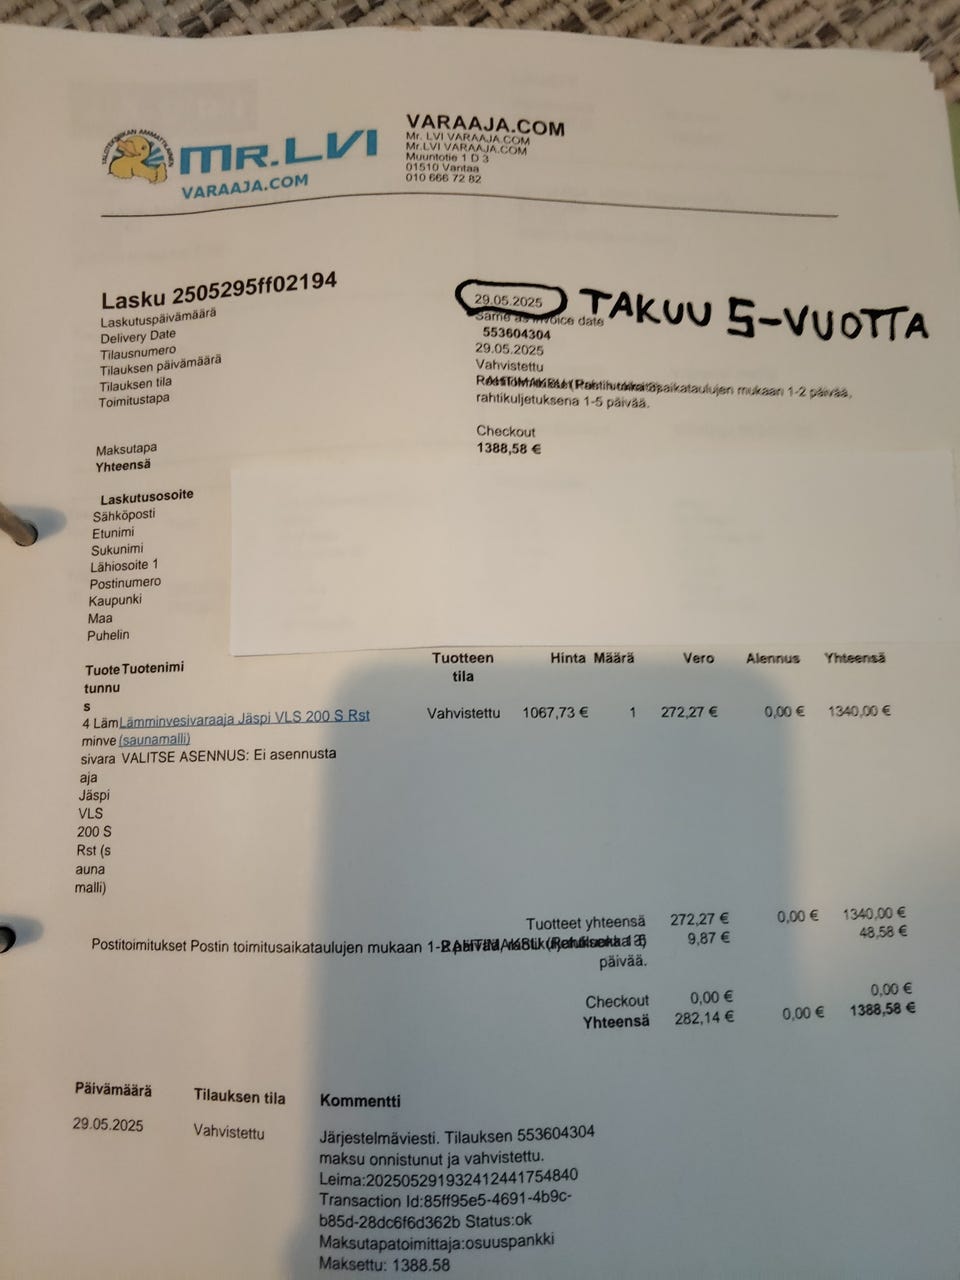 TALOTEKNIIKAN AMMATTILAINEN
MR.LVI
VARAAJA.COM
VARAAJA.COM
Mr. LVI VARAAJA.COM
Mr.LVI VARAAJA.COM
Muuntotie 1 D 3
01510 Vantaa
010 666 72 82
Lasku 2505295ff02194
Laskutuspäivämäärä 29.05.2025 TAKUU 5-VUOTTA
Delivery Date Same as invoice date
Tilausnumero 553604304
Tilauksen päivämäärä 29.05.2025
Tilauksen tila Vahvistettu
Toimitustapa aikataulujen mukaan 1-2 päivää,
rahtikuljetuksena 1-5 päivää.
Maksutapa Checkout
Yhteensä 1388,58 €
Laskutusosoite
Sähköposti
Etunimi
Sukunimi
Lähiosoite 1
Postinumero
Kaupunki
Maa
Puhelin
Tuote Tuotenimi Tuotteen Hinta Määrä Vero Alennus Yhteensä
tunnu tila
s
4 Läm Lämminvesivaraaja Jäspi VLS 200 S Rst Vahvistettu 1067,73 € 1 272,27 € 0,00 € 1340,00 €
minve (saunamalli)
sivara VALITSE ASENNUS: Ei asennusta
aja
Jäspi
VLS
200 S
Rst (s
auna
malli)
Tuotteet yhteensä 272,27 € 0,00 € 1340,00 €
Postitoimitukset Postin toimitusaikataulujen mukaan 1-2 9,87 € 48,58 €
päivää.
Checkout 0,00 € 0,00 €
Yhteensä 282,14 € 0,00 € 1388,58 €
Päivämäärä Tilauksen tila Kommentti
29.05.2025 Vahvistettu Järjestelmäviesti. Tilauksen 553604304
maksu onnistunut ja vahvistettu.
Leima:202505291932412441754840
Transaction Id:85ff95e5-4691-4b9c-
b85d-28dc6f6d362b Status:ok
Maksutapatoimittaja:osuuspankki
Maksettu: 1388.58